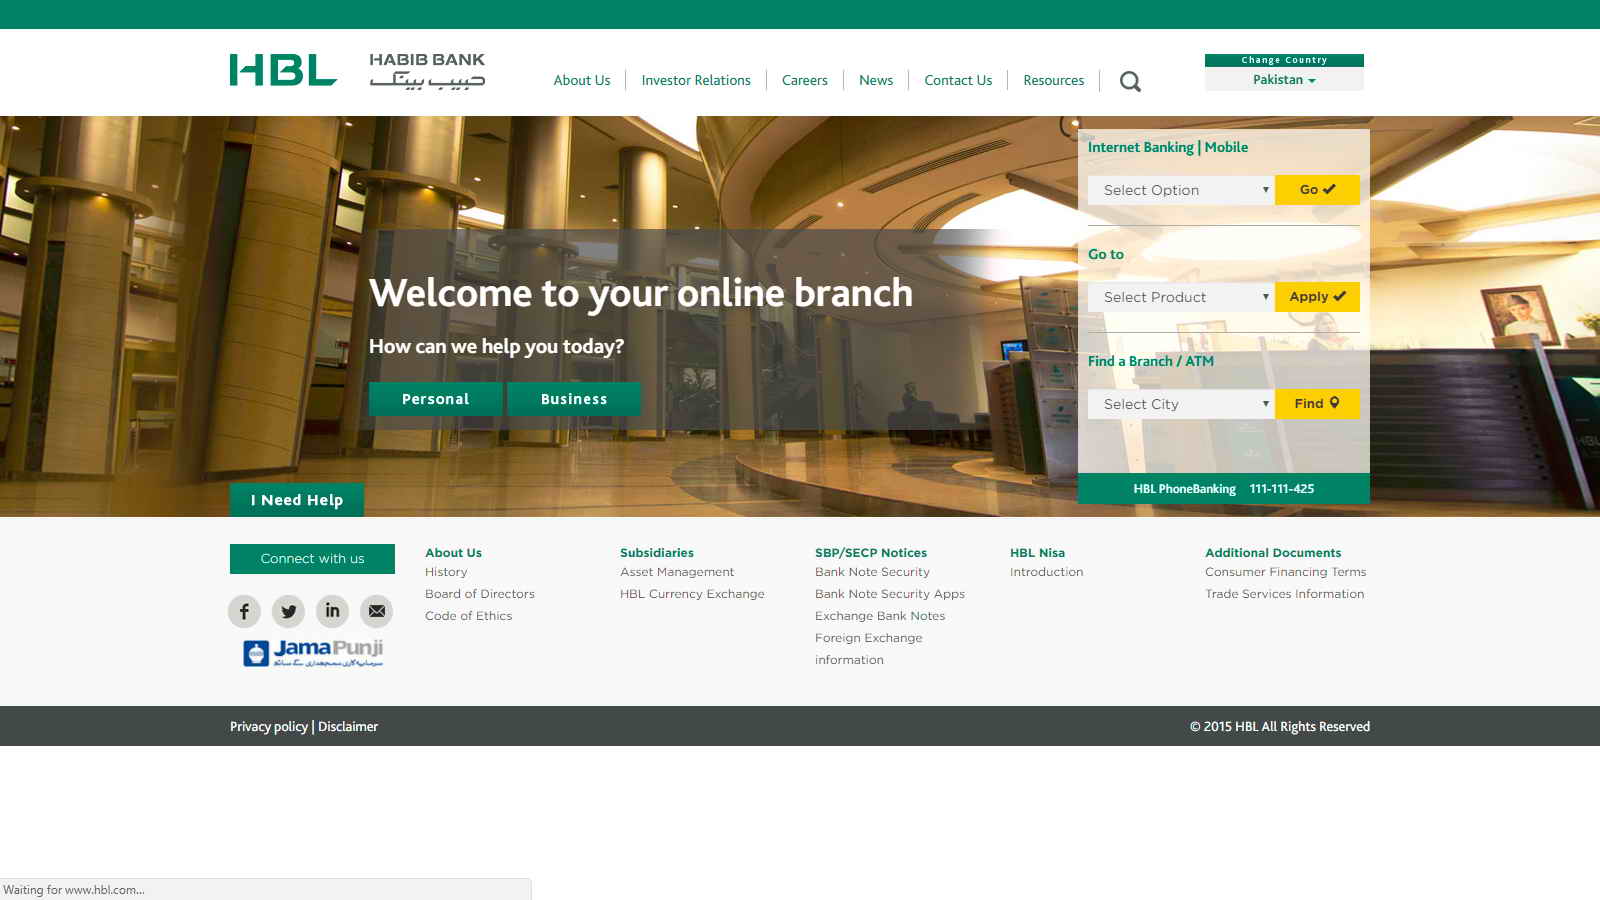 HBL
HABIB BANK
حبیب بینک
About Us
Investor Relations
Careers
News
Contact Us
Resources
Change Country
Pakistan
Internet Banking | Mobile
Select Option
Go
Go to
Select Product
Apply
Find a Branch / ATM
Select City
Find
HBL PhoneBanking 111-111-425
Welcome to your online branch
How can we help you today?
Personal
Business
I Need Help
Connect with us
JamaPunji
About Us
History
Board of Directors
Code of Ethics
Subsidiaries
Asset Management
HBL Currency Exchange
SBP/SECP Notices
Bank Note Security
Bank Note Security Apps
Exchange Bank Notes
Foreign Exchange
information
HBL Nisa
Introduction
Additional Documents
Consumer Financing Terms
Trade Services Information
Privacy policy | Disclaimer
© 2015 HBL All Rights Reserved
Waiting for www.hbl.com...